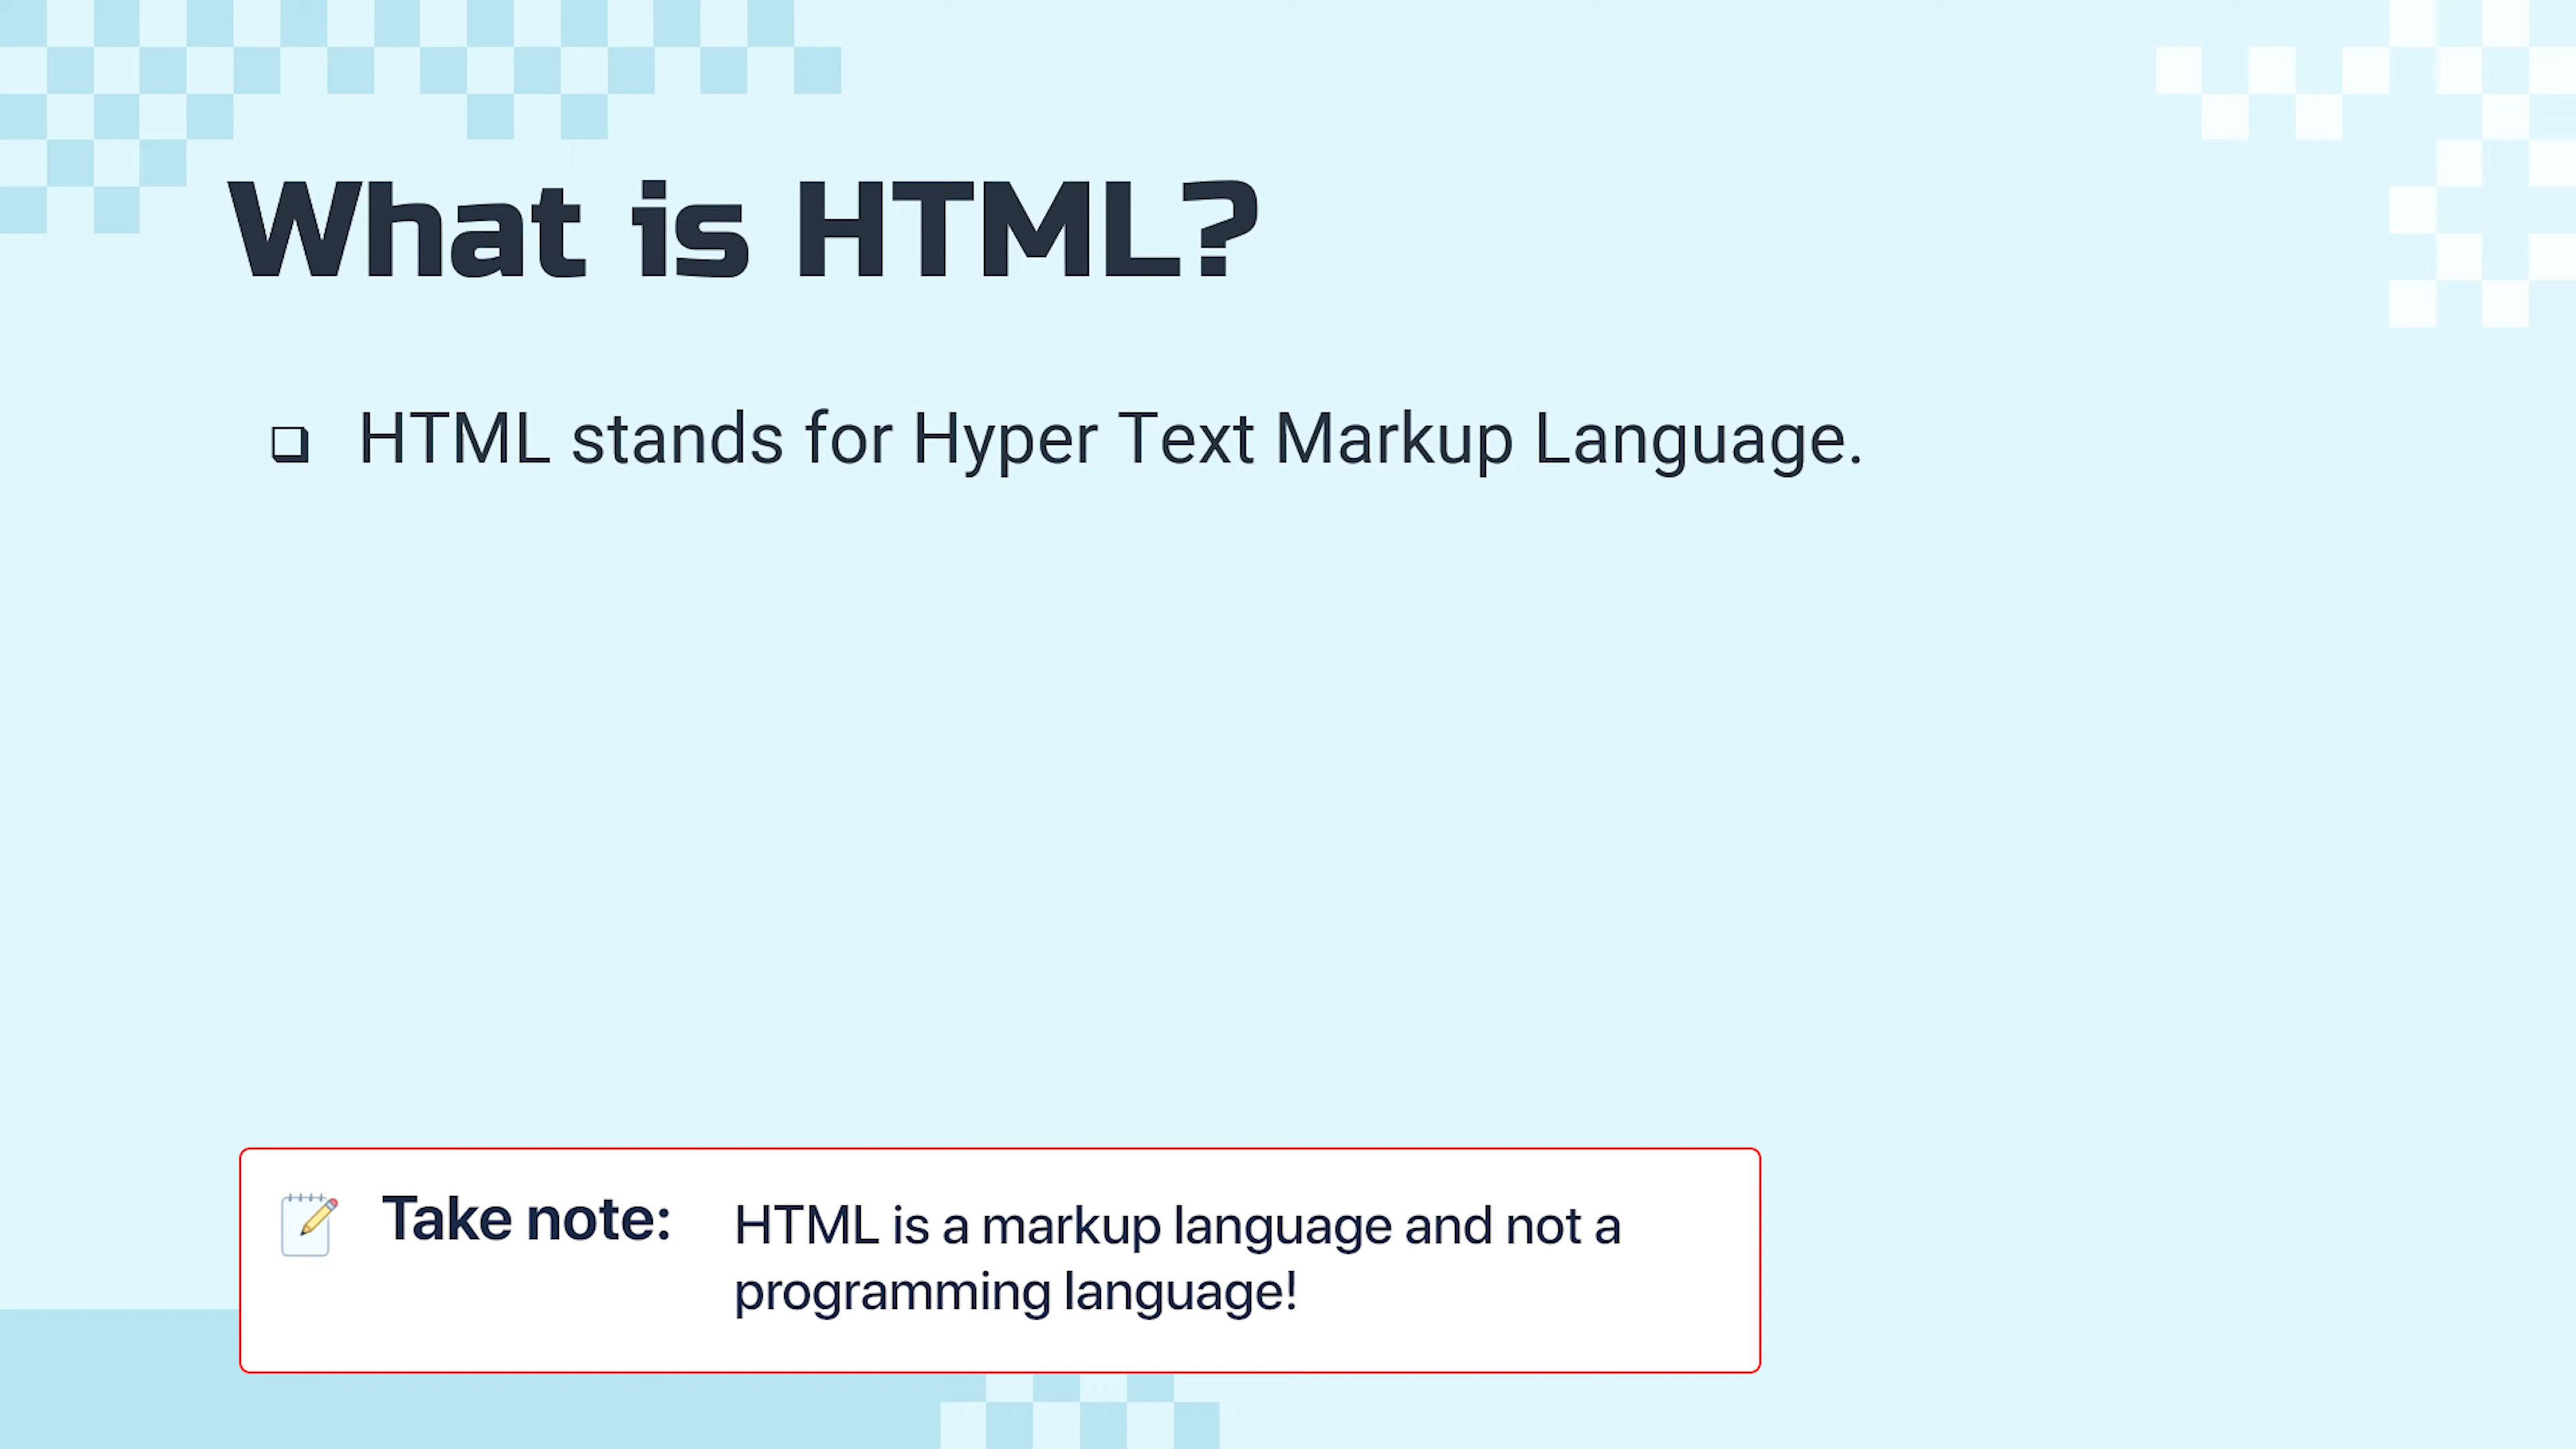 What is HTML?
❑ HTML stands for Hyper Text Markup Language.
Take note: HTML is a markup language and not a
programming language!